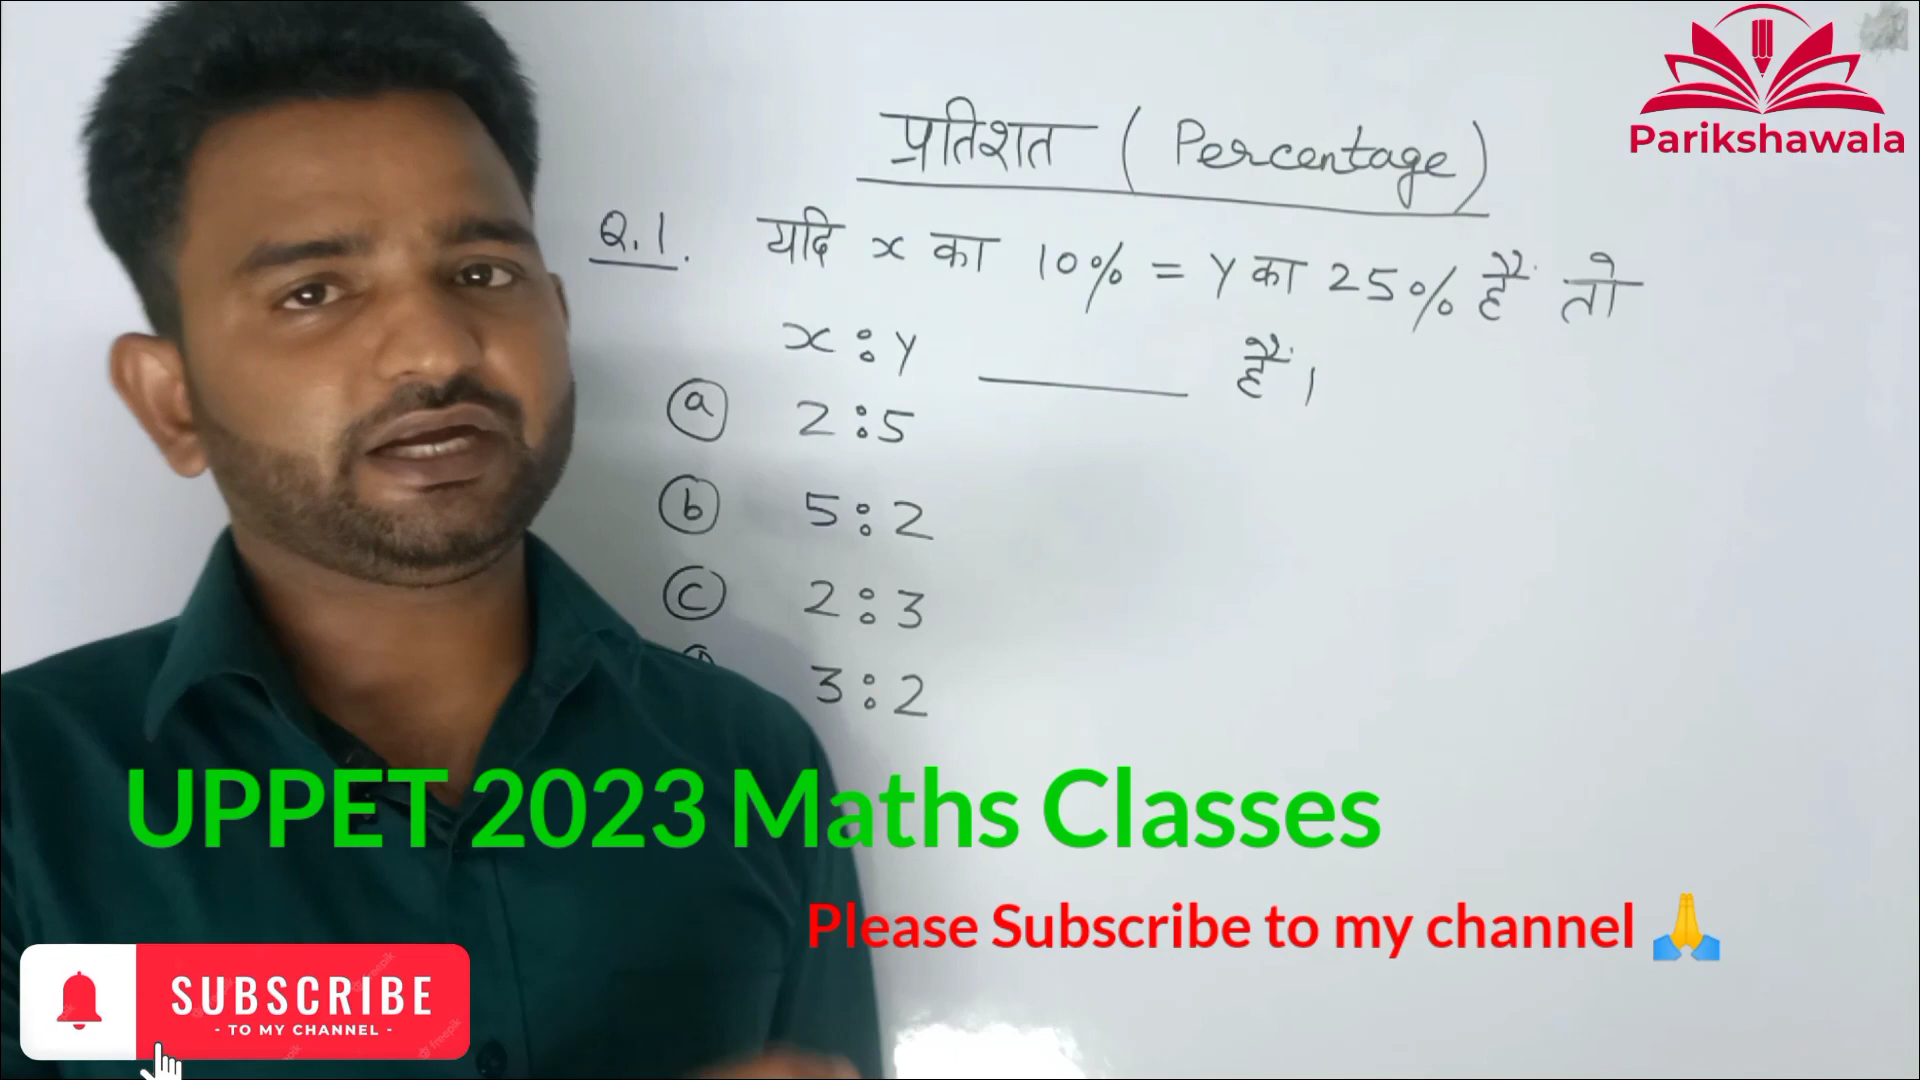 Parikshawala
प्रतिशत (Percentage)
Q.1. यदि x का 10% = y का 25% है तो
x : y ______ है।
a 2 : 5
b 5 : 2
c 2 : 3
3 : 2
UPPET 2023 Maths Classes
Please Subscribe to my channel 🙏
SUBSCRIBE
- TO MY CHANNEL -